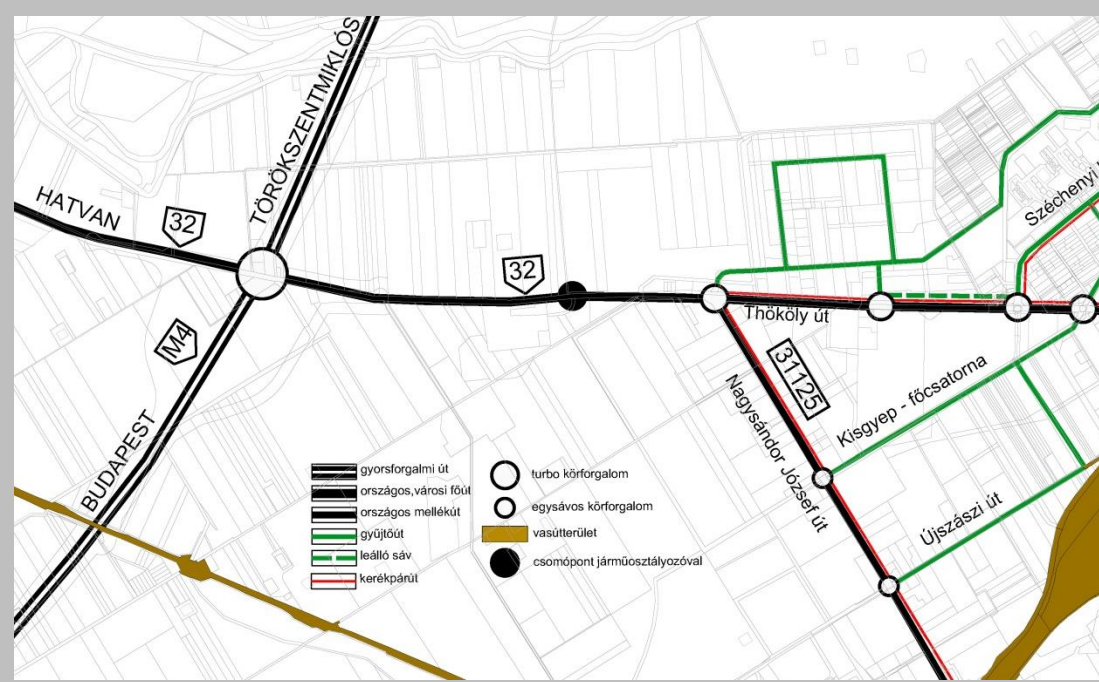 TÖRÖKSZENTMIKLÓS
HATVAN
32
32
M4
BUDAPEST
Széchenyi
Thököly út
31125
Nagysándor József út
Kisgyep - főcsatorna
Újszászi út
gyorsforgalmi út
országos,városi főút
országos mellékút
gyűjtőút
leálló sáv
kerékpárút
turbo körforgalom
egysávos körforgalom
vasútterület
csomópont járműosztályozóval